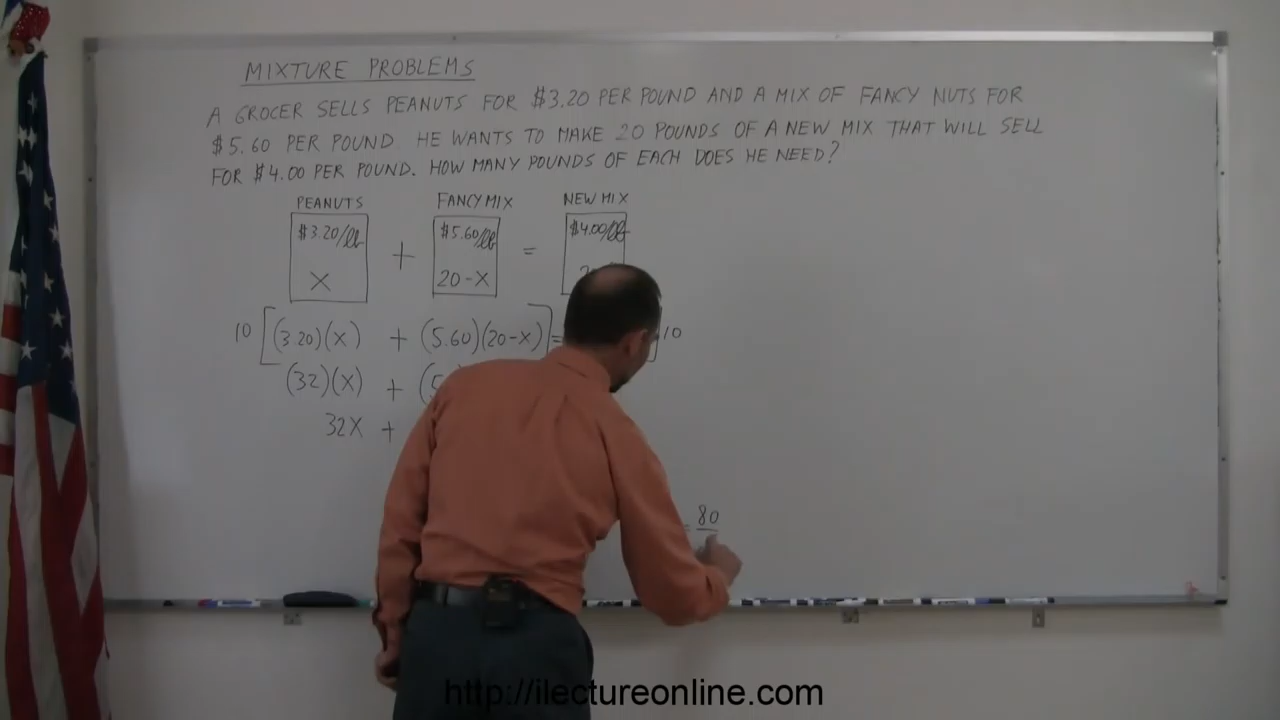 MIXTURE PROBLEMS
A GROCER SELLS PEANUTS FOR $3.20 PER POUND AND A MIX OF FANCY NUTS FOR
$5.60 PER POUND HE WANTS TO MAKE 20 POUNDS OF A NEW MIX THAT WILL SELL
FOR $4.00 PER POUND. HOW MANY POUNDS OF EACH DOES HE NEED?
PEANUTS FANCY MIX NEW MIX
$3.20/lb + $5.60/lb = $4.00/lb
X 20-X
10 [(3.20)(X) + (5.60)(20-X)] = ] 10
(32)(X) + (5
32X +
= 80
http://ilectureonline.com